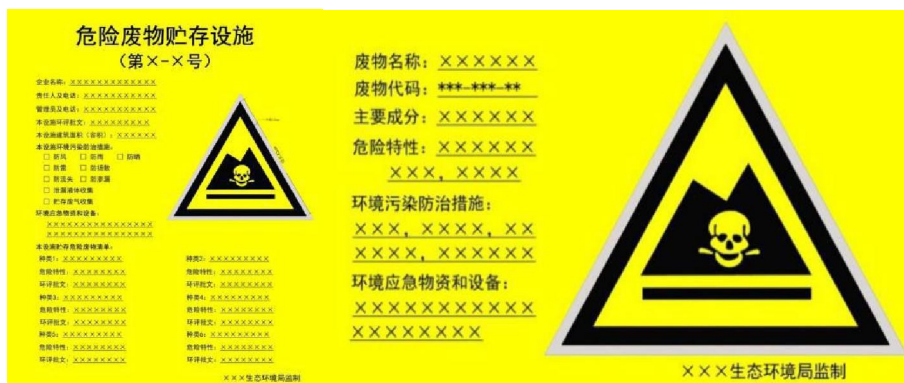 危险废物贮存设施
（第×-×号）
企业名称：×××××××××××××
责任人及电话：×××××××××××
管理员及电话：×××××××××××
本设施环评批文：××××××××××
本设施建筑面积（容积）：××××××
本设施环境污染防治措施：
□ 防风 □ 防雨 □ 防晒
□ 防雷 □ 防扬散
□ 防流失 □ 防渗漏
□ 泄漏液体收集
□ 贮存废气收集
环境应急物资和设备：
××××××××××××××××
××××××××××××××××
本设施贮存危险废物清单：
种类1：×××××××××
危险特性：××××××××
环评批文：××××××××
种类2：×××××××××
危险特性：××××××××
环评批文：××××××××
种类3：×××××××××
危险特性：××××××××
环评批文：××××××××
种类4：×××××××××
危险特性：××××××××
环评批文：××××××××
种类5：×××××××××
危险特性：××××××××
环评批文：××××××××
种类6：×××××××××
危险特性：××××××××
环评批文：××××××××
×××生态环境局监制
废物名称：××××××
废物代码：***-***-**
主要成分：××××××
危险特性：××××××
×××，××××
环境污染防治措施：
×××，××××，××
××××，××××××
环境应急物资和设备：
×××××××××××
××××××××
×××生态环境局监制